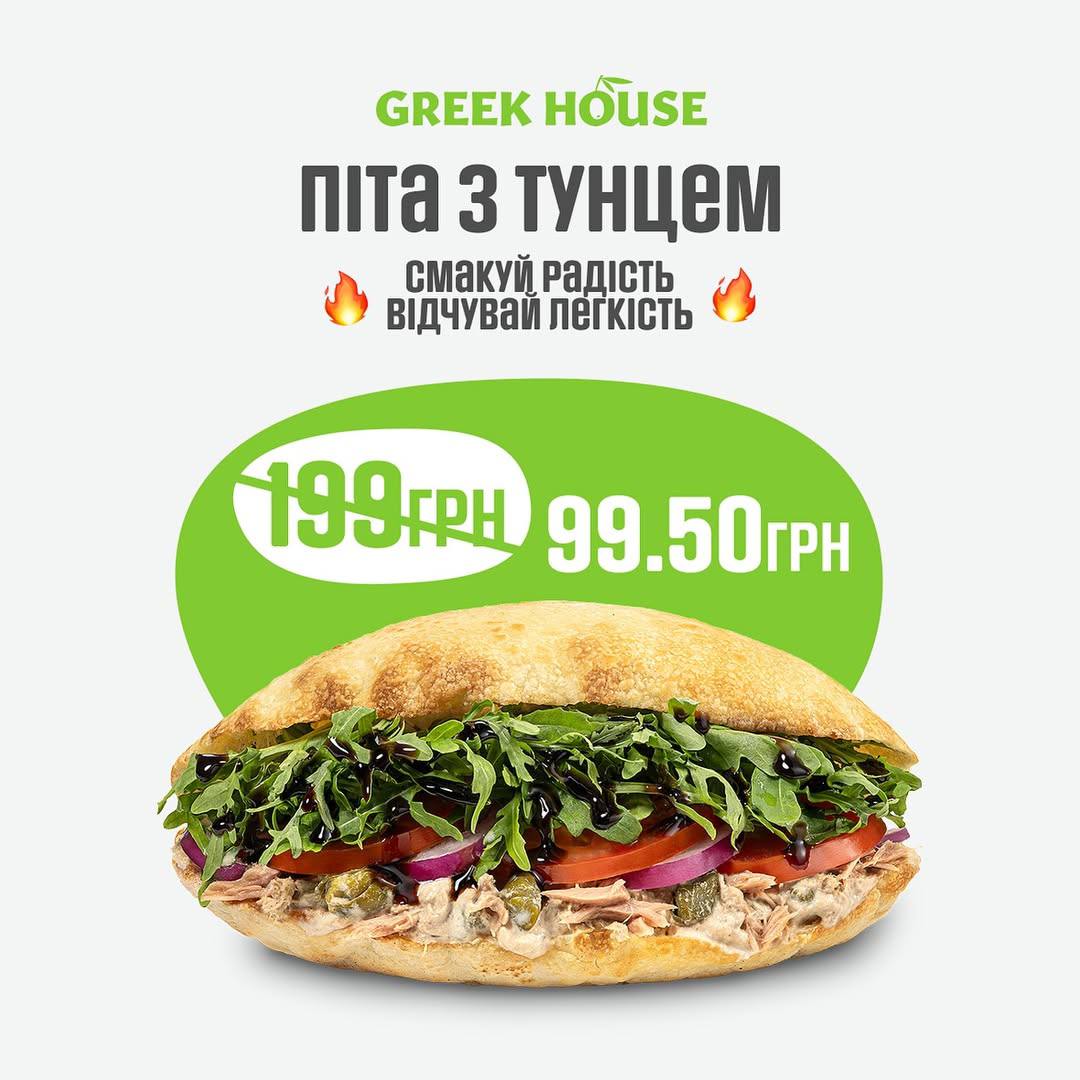 GREEK HOUSE
ПІТА З ТУНЦЕМ
СМАКУЙ РАДІСТЬ
ВІДЧУВАЙ ЛЕГКІСТЬ
199ГРН
99.50ГРН